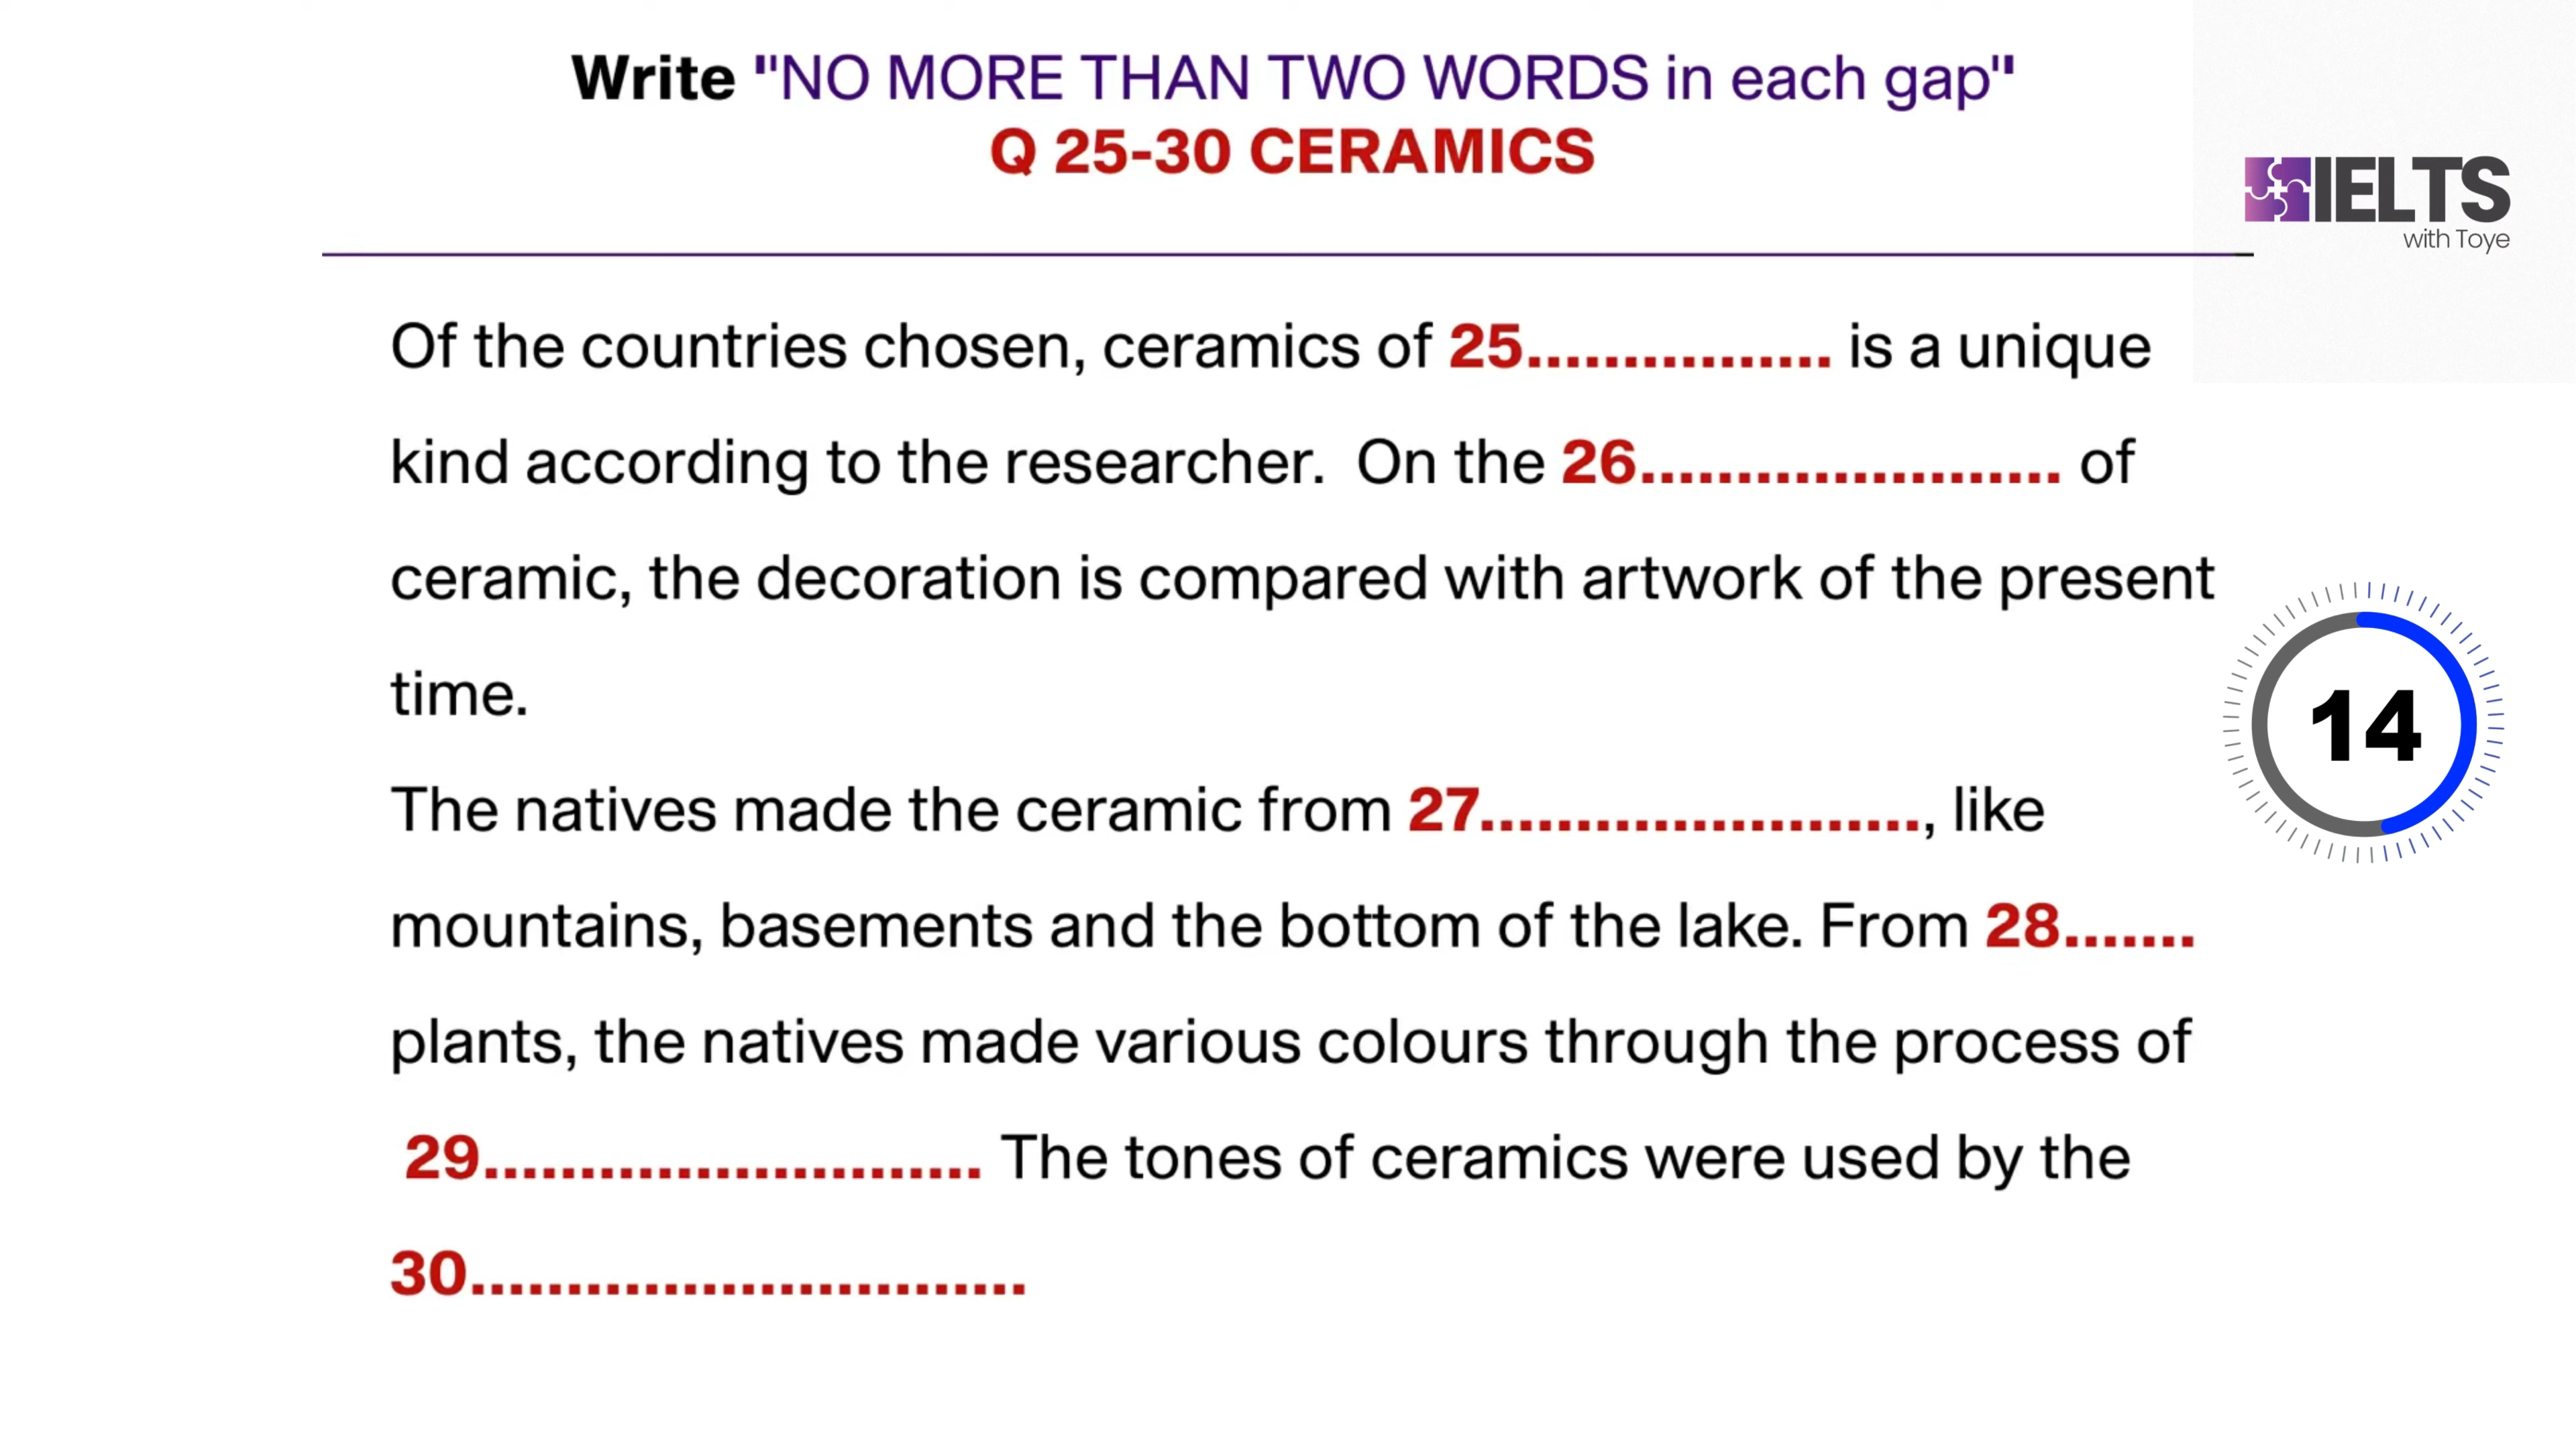 Write "NO MORE THAN TWO WORDS in each gap"
Q 25-30 CERAMICS
IELTS
with Toye
Of the countries chosen, ceramics of 25................ is a unique
kind according to the researcher.  On the 26...................... of
ceramic, the decoration is compared with artwork of the present
time.
The natives made the ceramic from 27......................., like
mountains, basements and the bottom of the lake. From 28.......
plants, the natives made various colours through the process of
29.......................... The tones of ceramics were used by the
30.............................
14